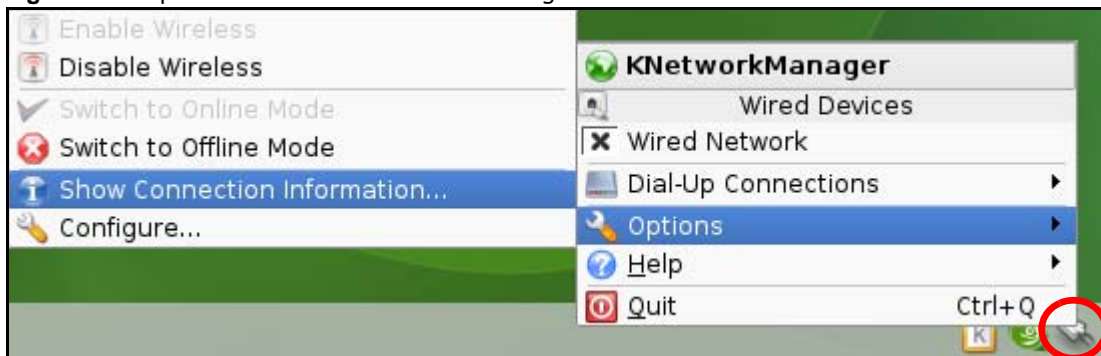 Enable Wireless
Disable Wireless
Switch to Online Mode
Switch to Offline Mode
Show Connection Information...
Configure...
KNetworkManager
Wired Devices
Wired Network
Dial-Up Connections
Options
Help
Quit Ctrl+Q
K